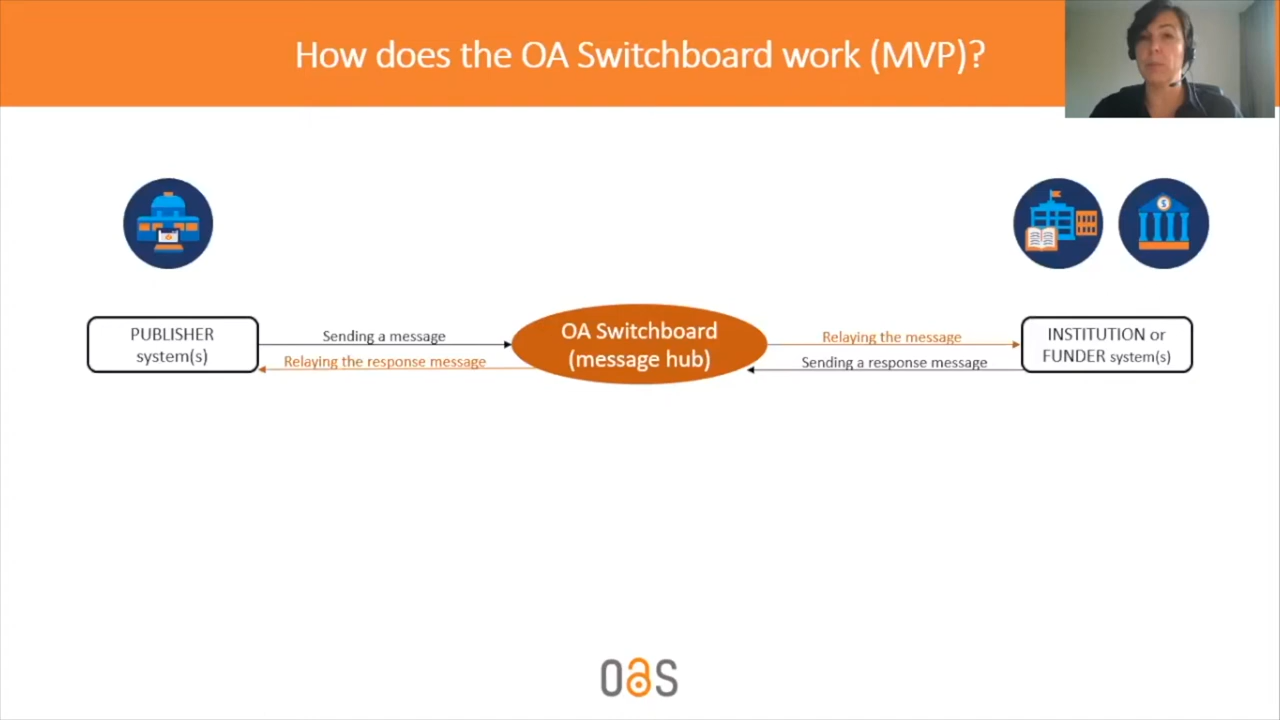 How does the OA Switchboard work (MVP)?
PUBLISHER
system(s)
Sending a message
Relaying the response message
OA Switchboard
(message hub)
Relaying the message
Sending a response message
INSTITUTION or
FUNDER system(s)
$
OAS